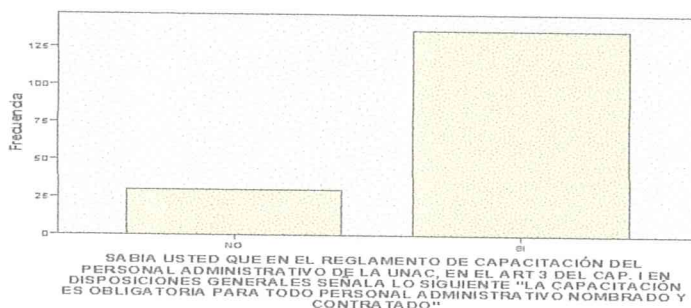 125
100
75
50
25
0
Frecuencia
NO
SI
SABIA USTED QUE EN EL REGLAMENTO DE CAPACITACIÓN DEL
PERSONAL ADMINISTRATIVO DE LA UNAC, EN EL ART 3 DEL CAP. I EN
DISPOSICIONES GENERALES SEÑALA LO SIGUIENTE "LA CAPACITACIÓN
ES OBLIGATORIA PARA TODO PERSONAL ADMINISTRATIVO NOMBRADO Y
CONTRATADO"